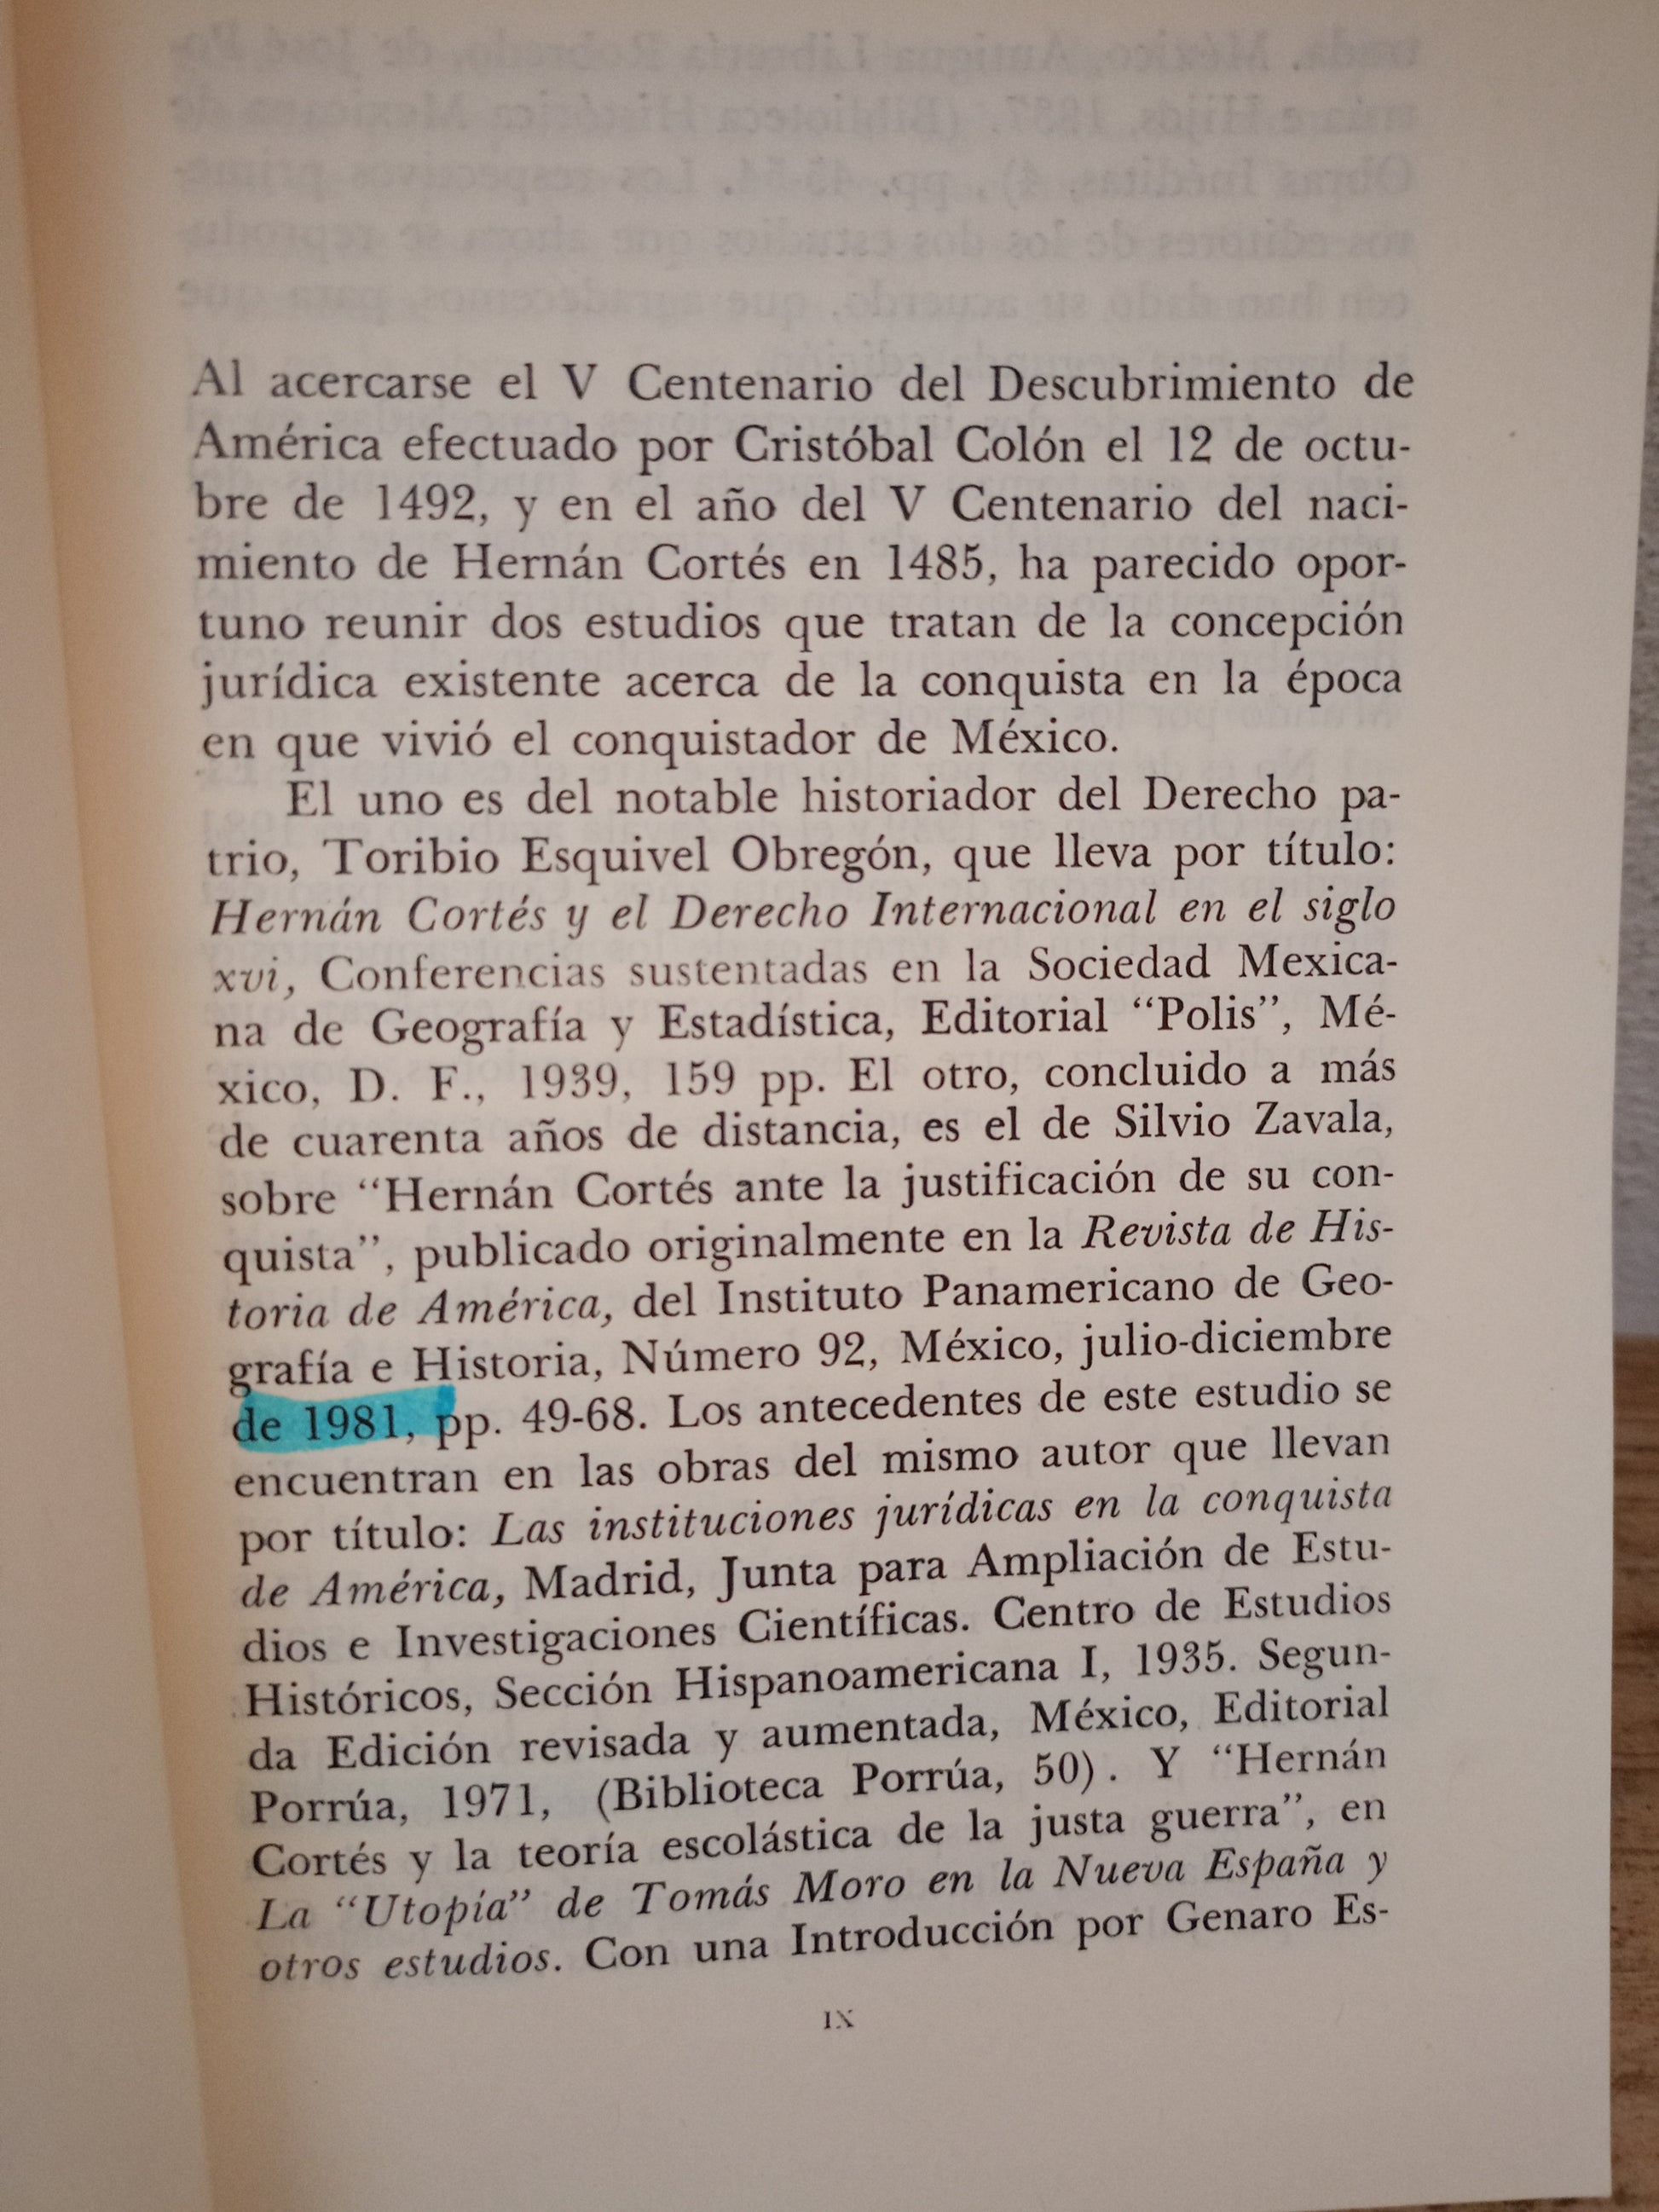 Al acercarse el V Centenario del Descubrimiento de
América efectuado por Cristóbal Colón el 12 de octu-
bre de 1492, y en el año del V Centenario del naci-
miento de Hernán Cortés en 1485, ha parecido opor-
tuno reunir dos estudios que tratan de la concepción
jurídica existente acerca de la conquista en la época
en que vivió el conquistador de México.
El uno es del notable historiador del Derecho pa-
trio, Toribio Esquivel Obregón, que lleva por título:
Hernán Cortés y el Derecho Internacional en el siglo
xvi, Conferencias sustentadas en la Sociedad Mexica-
na de Geografía y Estadística, Editorial “Polis”, Mé-
xico, D. F., 1939, 159 pp. El otro, concluido a más
de cuarenta años de distancia, es el de Silvio Zavala,
sobre “Hernán Cortés ante la justificación de su con-
quista”, publicado originalmente en la Revista de His-
toria de América, del Instituto Panamericano de Geo-
grafía e Historia, Número 92, México, julio-diciembre
de 1981, pp. 49-68. Los antecedentes de este estudio se
encuentran en las obras del mismo autor que llevan
por título: Las instituciones jurídicas en la conquista
de América, Madrid, Junta para Ampliación de Estu-
dios e Investigaciones Científicas. Centro de Estudios
Históricos, Sección Hispanoamericana I, 1935. Segun-
da Edición revisada y aumentada, México, Editorial
Porrúa, 1971, (Biblioteca Porrúa, 50). Y “Hernán
Cortés y la teoría escolástica de la justa guerra”, en
La “Utopía” de Tomás Moro en la Nueva España y
otros estudios. Con una Introducción por Genaro Es-
IX